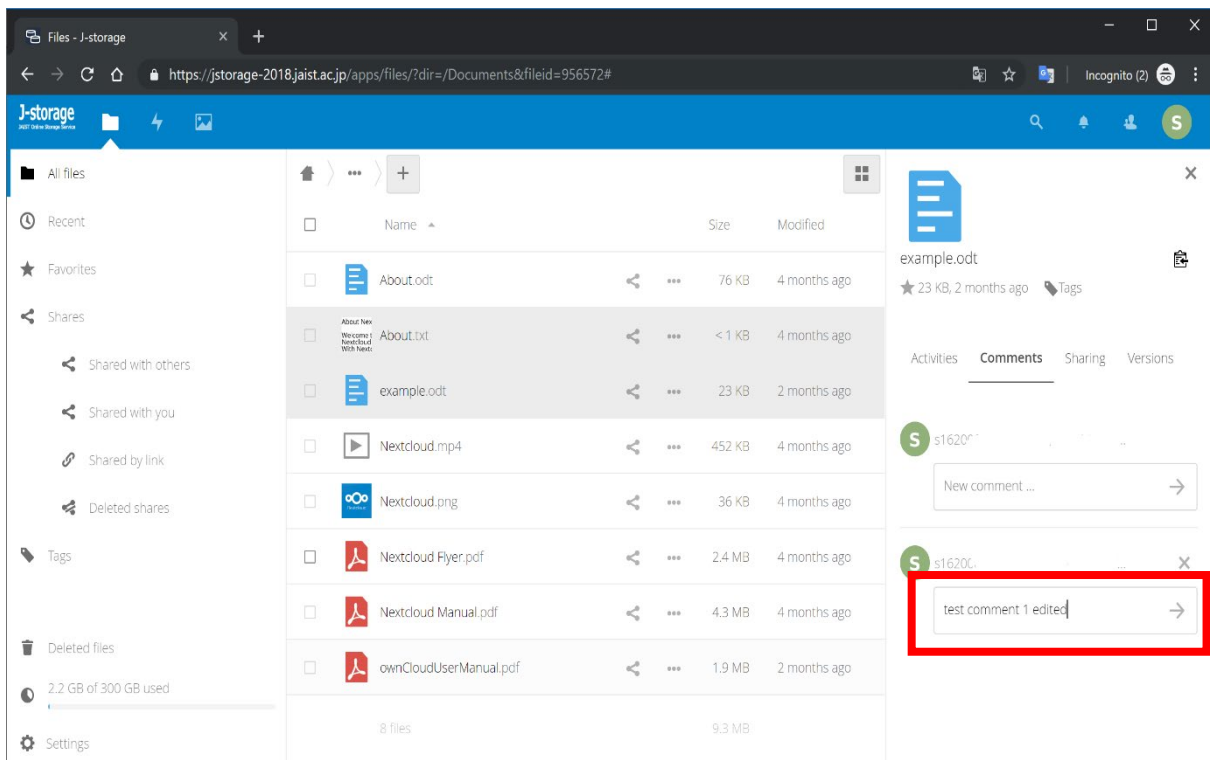 Files - J-storage
https://jstorage-2018.jaist.ac.jp/apps/files/?dir=/Documents&fileid=956572#
Incognito (2)
J-storage
JAIST Online Storage Service
S
All files
Recent
Favorites
Shares
Shared with others
Shared with you
Shared by link
Deleted shares
Tags
Deleted files
2.2 GB of 300 GB used
Settings
Name Size Modified
About.odt 76 KB 4 months ago
About.txt < 1 KB 4 months ago
example.odt 23 KB 2 months ago
Nextcloud.mp4 452 KB 4 months ago
Nextcloud.png 36 KB 4 months ago
Nextcloud Flyer.pdf 2.4 MB 4 months ago
Nextcloud Manual.pdf 4.3 MB 4 months ago
ownCloudUserManual.pdf 1.9 MB 2 months ago
8 files 9.3 MB
example.odt
23 KB, 2 months ago Tags
Activities Comments Sharing Versions
S
New comment ...
S
test comment 1 edited